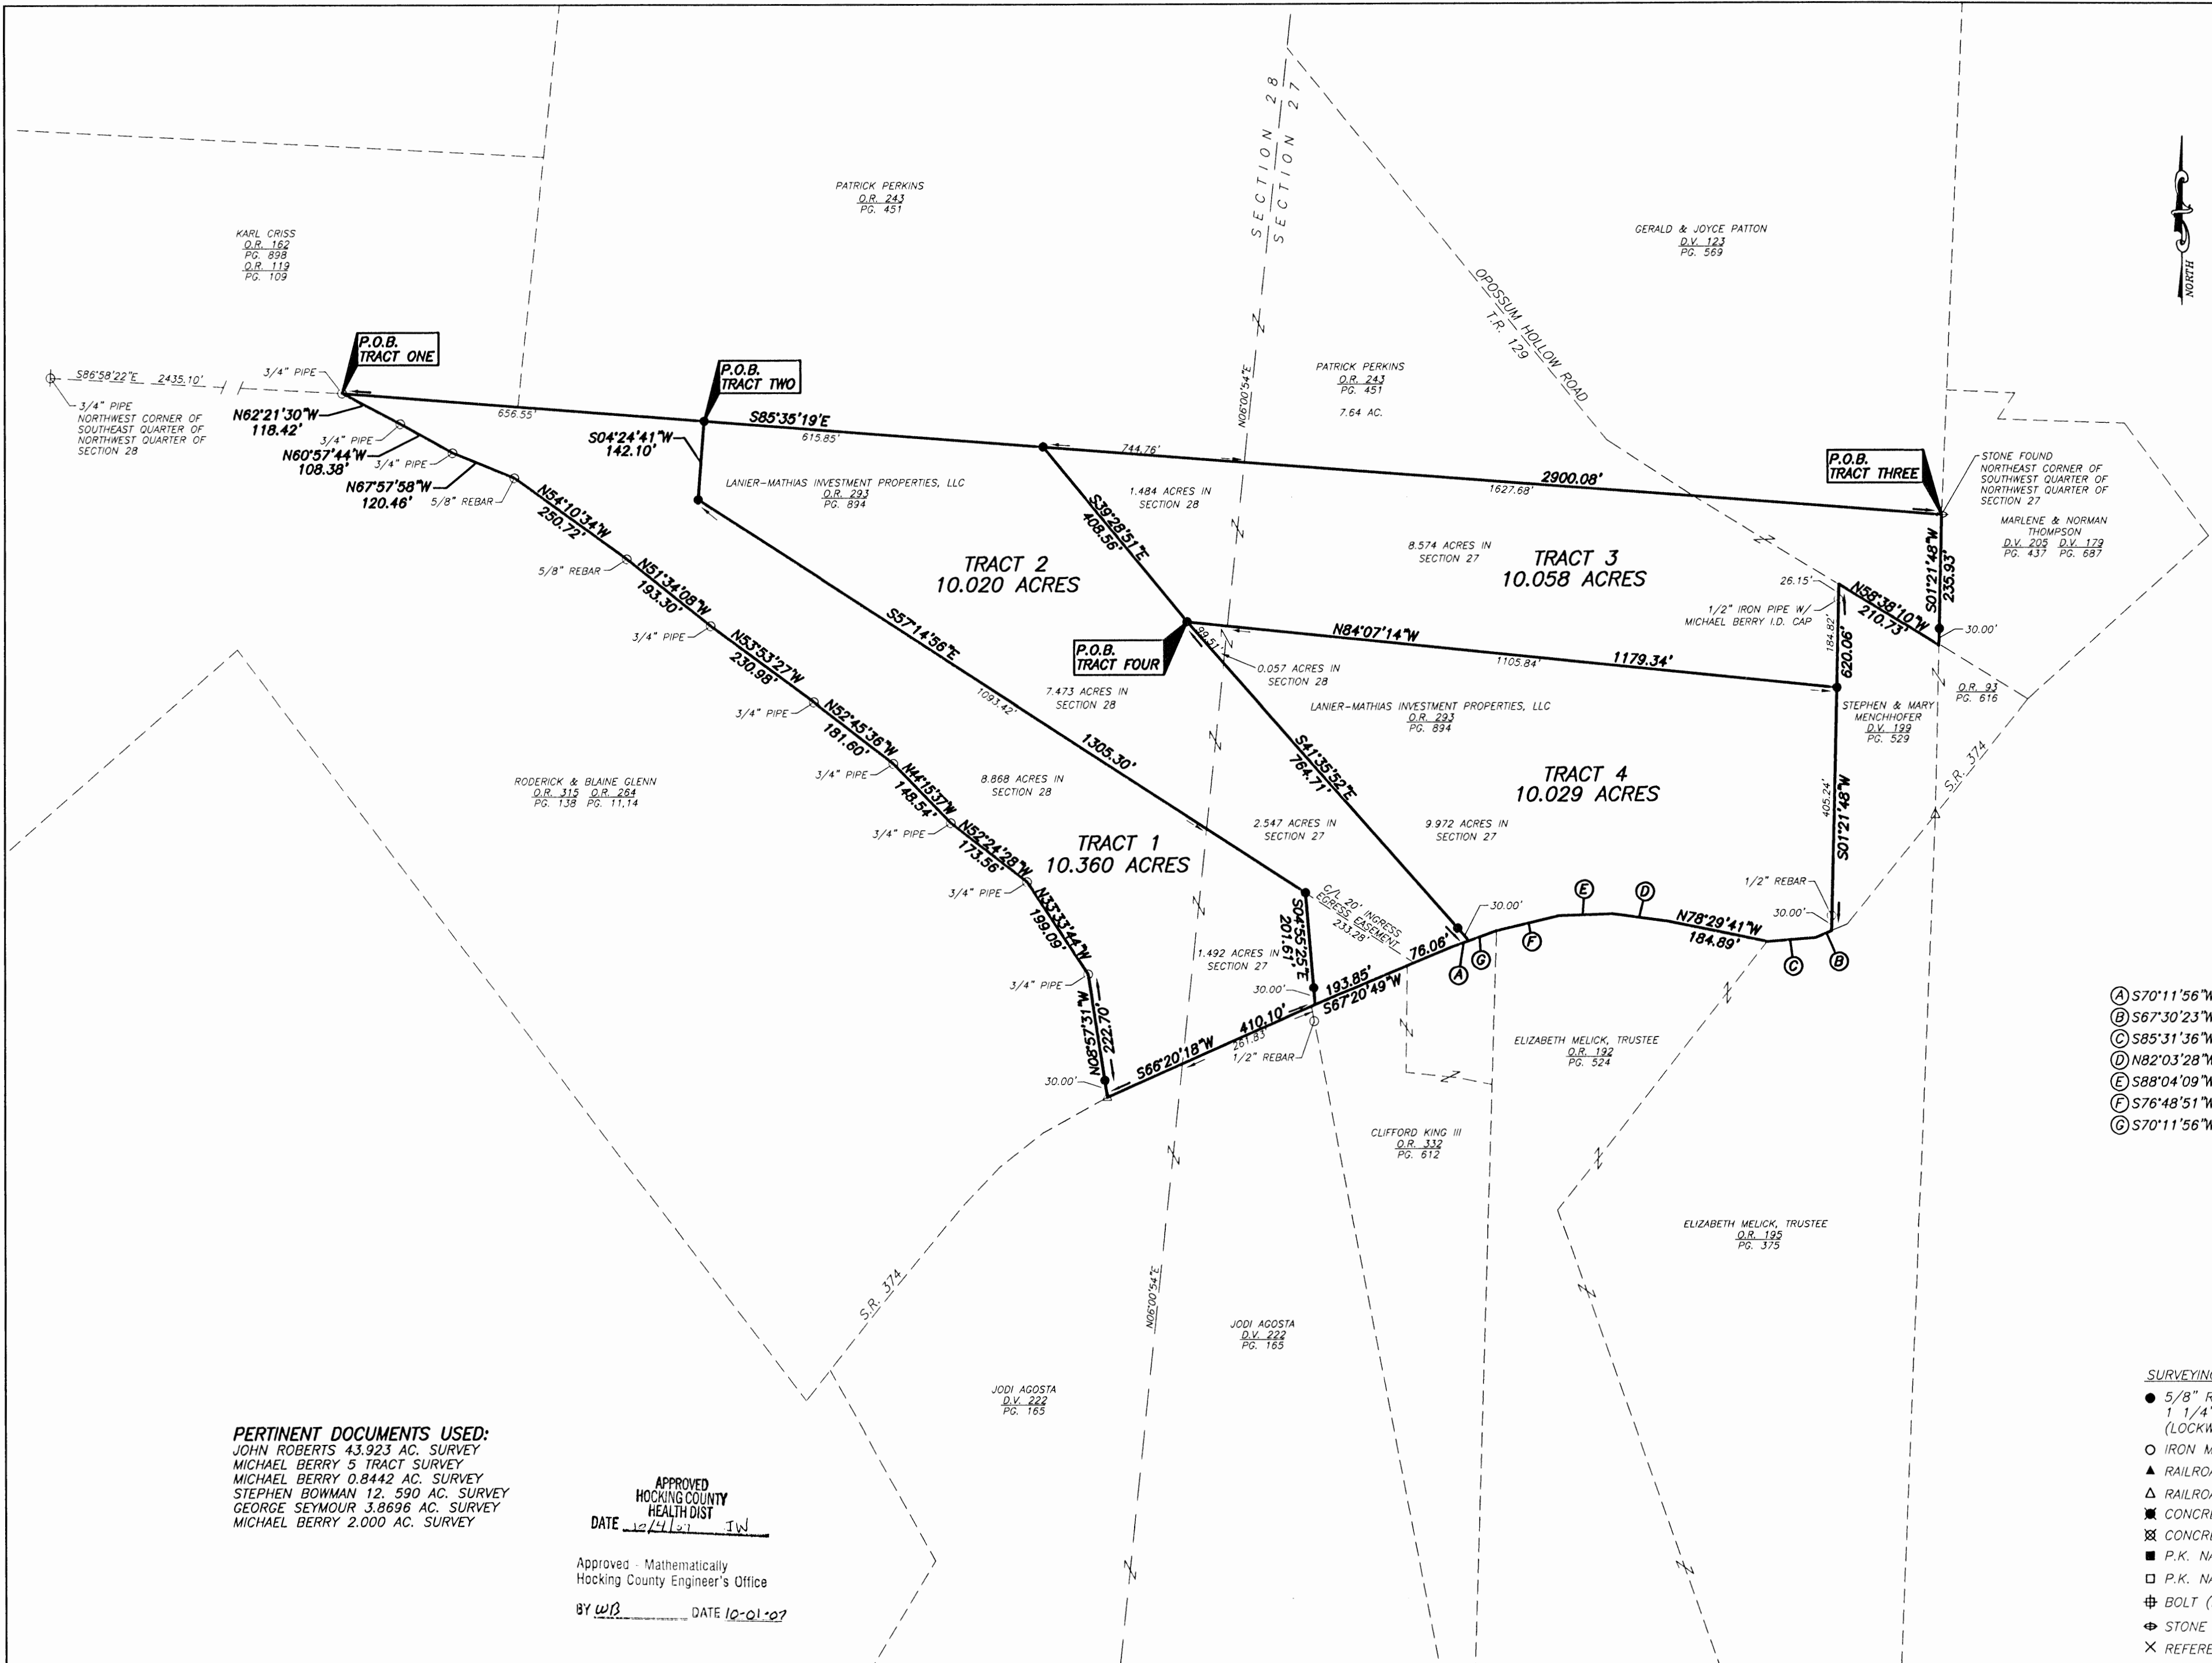 SECTION 28
SECTION 27
PATRICK PERKINS
O.R. 243
PG. 451
KARL CRISS
O.R. 162
PG. 898
O.R. 119
PG. 109
GERALD & JOYCE PATTON
D.V. 123
PG. 569
NORTH
OPOSSUM HOLLOW ROAD
T.R. 129
P.O.B.
TRACT ONE
P.O.B.
TRACT TWO
PATRICK PERKINS
O.R. 243
PG. 451
7.64 AC.
N06°00'54"E
S86°58'22"E 2435.10'
3/4" PIPE
3/4" PIPE
NORTHWEST CORNER OF
SOUTHEAST QUARTER OF
NORTHWEST QUARTER OF
SECTION 28
N62°21'30"W
118.42'
3/4" PIPE
N60°57'44"W
108.38'
3/4" PIPE
N67°57'58"W
120.46'
5/8" REBAR
656.55'
S04°24'41"W
142.10'
S85°35'19"E
615.85'
744.76'
2900.08'
1627.68'
P.O.B.
TRACT THREE
STONE FOUND
NORTHEAST CORNER OF
SOUTHWEST QUARTER OF
NORTHWEST QUARTER OF
SECTION 27
MARLENE & NORMAN
THOMPSON
D.V. 205 D.V. 179
PG. 437 PG. 687
LANIER-MATHIAS INVESTMENT PROPERTIES, LLC
O.R. 293
PG. 894
1.484 ACRES IN
SECTION 28
S39°28'51"E
408.56'
8.574 ACRES IN
SECTION 27
TRACT 3
10.058 ACRES
TRACT 2
10.020 ACRES
S01°21'48"W
235.93'
N58°38'10"W
210.73'
26.15'
1/2" IRON PIPE W/
MICHAEL BERRY I.D. CAP
30.00'
184.82'
620.06'
N54°10'34"W
250.72'
5/8" REBAR
N51°34'08"W
193.30'
3/4" PIPE
N53°53'27"W
230.98'
3/4" PIPE
N52°45'36"W
181.60'
3/4" PIPE
N44°15'37"W
148.54'
3/4" PIPE
N52°24'28"W
173.56'
3/4" PIPE
N33°33'44"W
199.09'
3/4" PIPE
N08°57'31"W
222.70'
30.00'
S57°14'56"E
1093.42'
1305.30'
P.O.B.
TRACT FOUR
99.51'
N84°07'14"W
1105.84'
1179.34'
0.057 ACRES IN
SECTION 28
7.473 ACRES IN
SECTION 28
LANIER-MATHIAS INVESTMENT PROPERTIES, LLC
O.R. 293
PG. 894
S41°35'52"E
764.71'
O.R. 93
PG. 616
STEPHEN & MARY
MENCHHOFER
D.V. 199
PG. 529
S.R. 374
TRACT 4
10.029 ACRES
405.24'
S01°21'48"W
RODERICK & BLAINE GLENN
O.R. 315 O.R. 264
PG. 138 PG. 11,14
8.868 ACRES IN
SECTION 28
2.547 ACRES IN
SECTION 27
9.972 ACRES IN
SECTION 27
TRACT 1
10.360 ACRES
1/2" REBAR
30.00'
C/L 20' INGRESS
EGRESS EASEMENT
233.28'
30.00'
E
D
F
N78°29'41"W
184.89'
C
B
A
G
S04°55'25"E
201.61'
1.492 ACRES IN
SECTION 27
30.00'
76.06'
193.85'
S67°20'49"W
410.10'
261.83'
S66°20'18"W
1/2" REBAR
A S70°11'56"W
B S67°30'23"W
C S85°31'36"W
D N82°03'28"W
E S88°04'09"W
F S76°48'51"W
G S70°11'56"W
ELIZABETH MELICK, TRUSTEE
O.R. 192
PG. 524
CLIFFORD KING III
O.R. 332
PG. 612
ELIZABETH MELICK, TRUSTEE
O.R. 195
PG. 375
S.R. 374
N06°00'54"E
JODI AGOSTA
D.V. 222
PG. 165
JODI AGOSTA
D.V. 222
PG. 165
PERTINENT DOCUMENTS USED:
JOHN ROBERTS 43.923 AC. SURVEY
MICHAEL BERRY 5 TRACT SURVEY
MICHAEL BERRY 0.8442 AC. SURVEY
STEPHEN BOWMAN 12. 590 AC. SURVEY
GEORGE SEYMOUR 3.8696 AC. SURVEY
MICHAEL BERRY 2.000 AC. SURVEY
APPROVED
HOCKING COUNTY
HEALTH DIST
DATE 10/4/07 JW
Approved - Mathematically
Hocking County Engineer's Office
BY WB DATE 10-01-07
SURVEYING
5/8" R
1 1/4"
(LOCKW
IRON M
RAILROA
RAILROA
CONCRE
CONCRE
P.K. NA
P.K. NA
BOLT (
STONE
REFERE